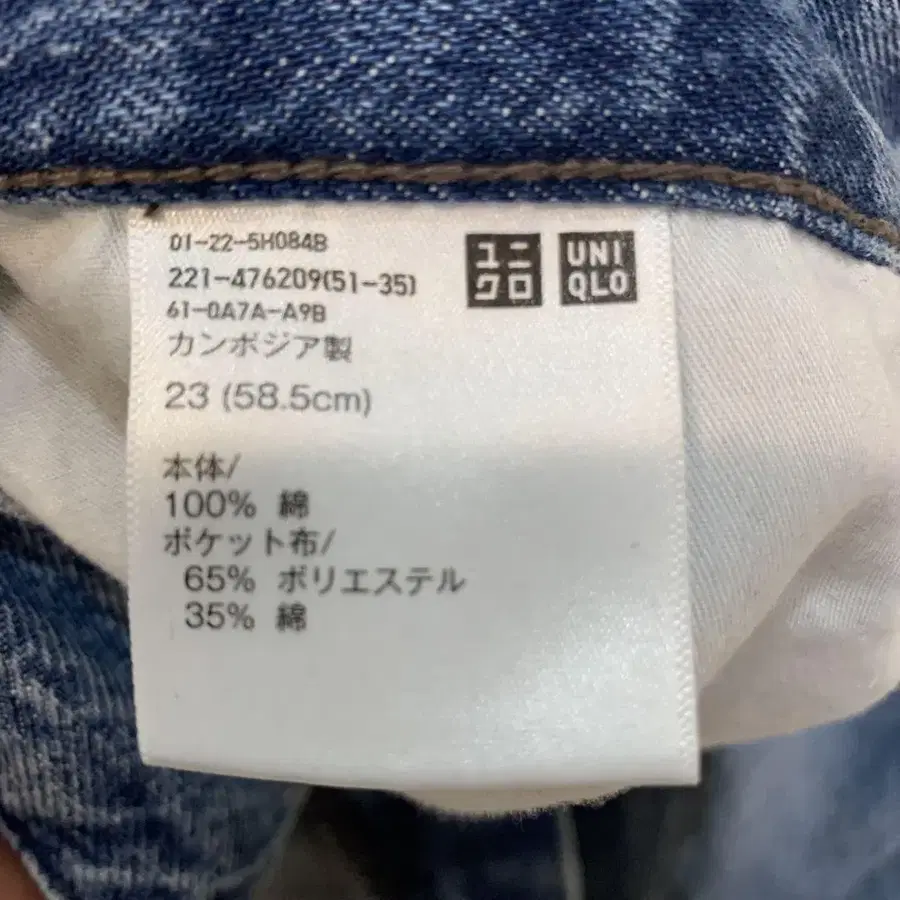 01-22-5H084B
221-476209(51-35)
61-0A7A-A9B
カンボジア製
23 (58.5cm)
本体/
100% 綿
ポケット布/
65% ポリエステル
35% 綿
ユニ
クロ
UNI
QLO